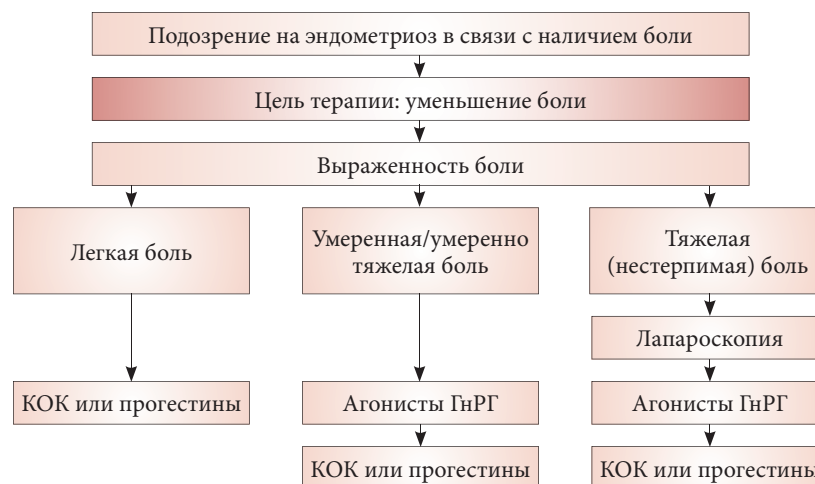 Подозрение на эндометриоз в связи с наличием боли
Цель терапии: уменьшение боли
Выраженность боли
Легкая боль
Умеренная/умеренно
тяжелая боль
Тяжелая
(нестерпимая) боль
Лапароскопия
КОК или прогестины
Агонисты ГнРГ
Агонисты ГнРГ
КОК или прогестины
КОК или прогестины